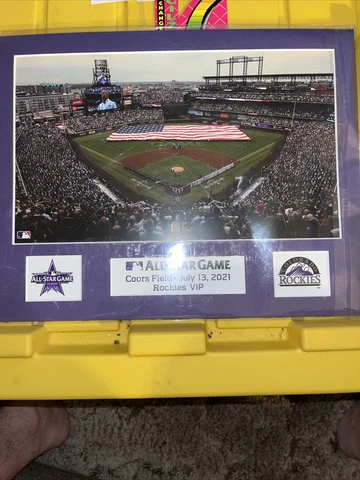 ALL-STAR GAME
ALL-STAR GAME
Coors Field - July 13, 2021
Rockies VIP
COLORADO
ROCKIES